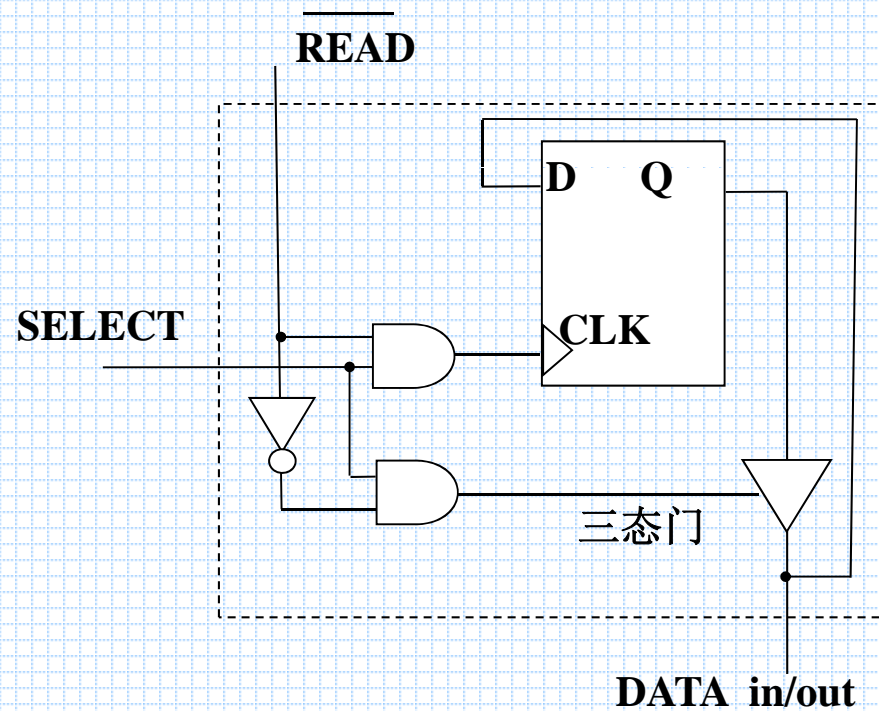 READ
D Q
SELECT
CLK
三态门
DATA in/out